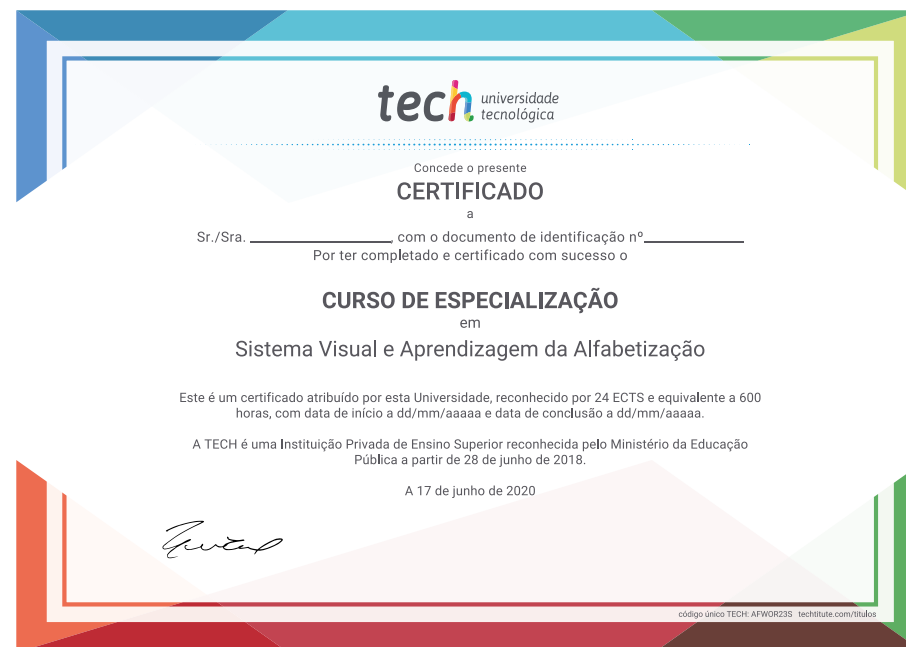 tech universidade
tecnológica
Concede o presente
CERTIFICADO
a
Sr./Sra. ____________________, com o documento de identificação nº______________
Por ter completado e certificado com sucesso o
CURSO DE ESPECIALIZAÇÃO
em
Sistema Visual e Aprendizagem da Alfabetização
Este é um certificado atribuído por esta Universidade, reconhecido por 24 ECTS e equivalente a 600
horas, com data de início a dd/mm/aaaaa e data de conclusão a dd/mm/aaaaa.
A TECH é uma Instituição Privada de Ensino Superior reconhecida pelo Ministério da Educação
Pública a partir de 28 de junho de 2018.
A 17 de junho de 2020
código único TECH: AFWOR23S techtitute.com/titulos